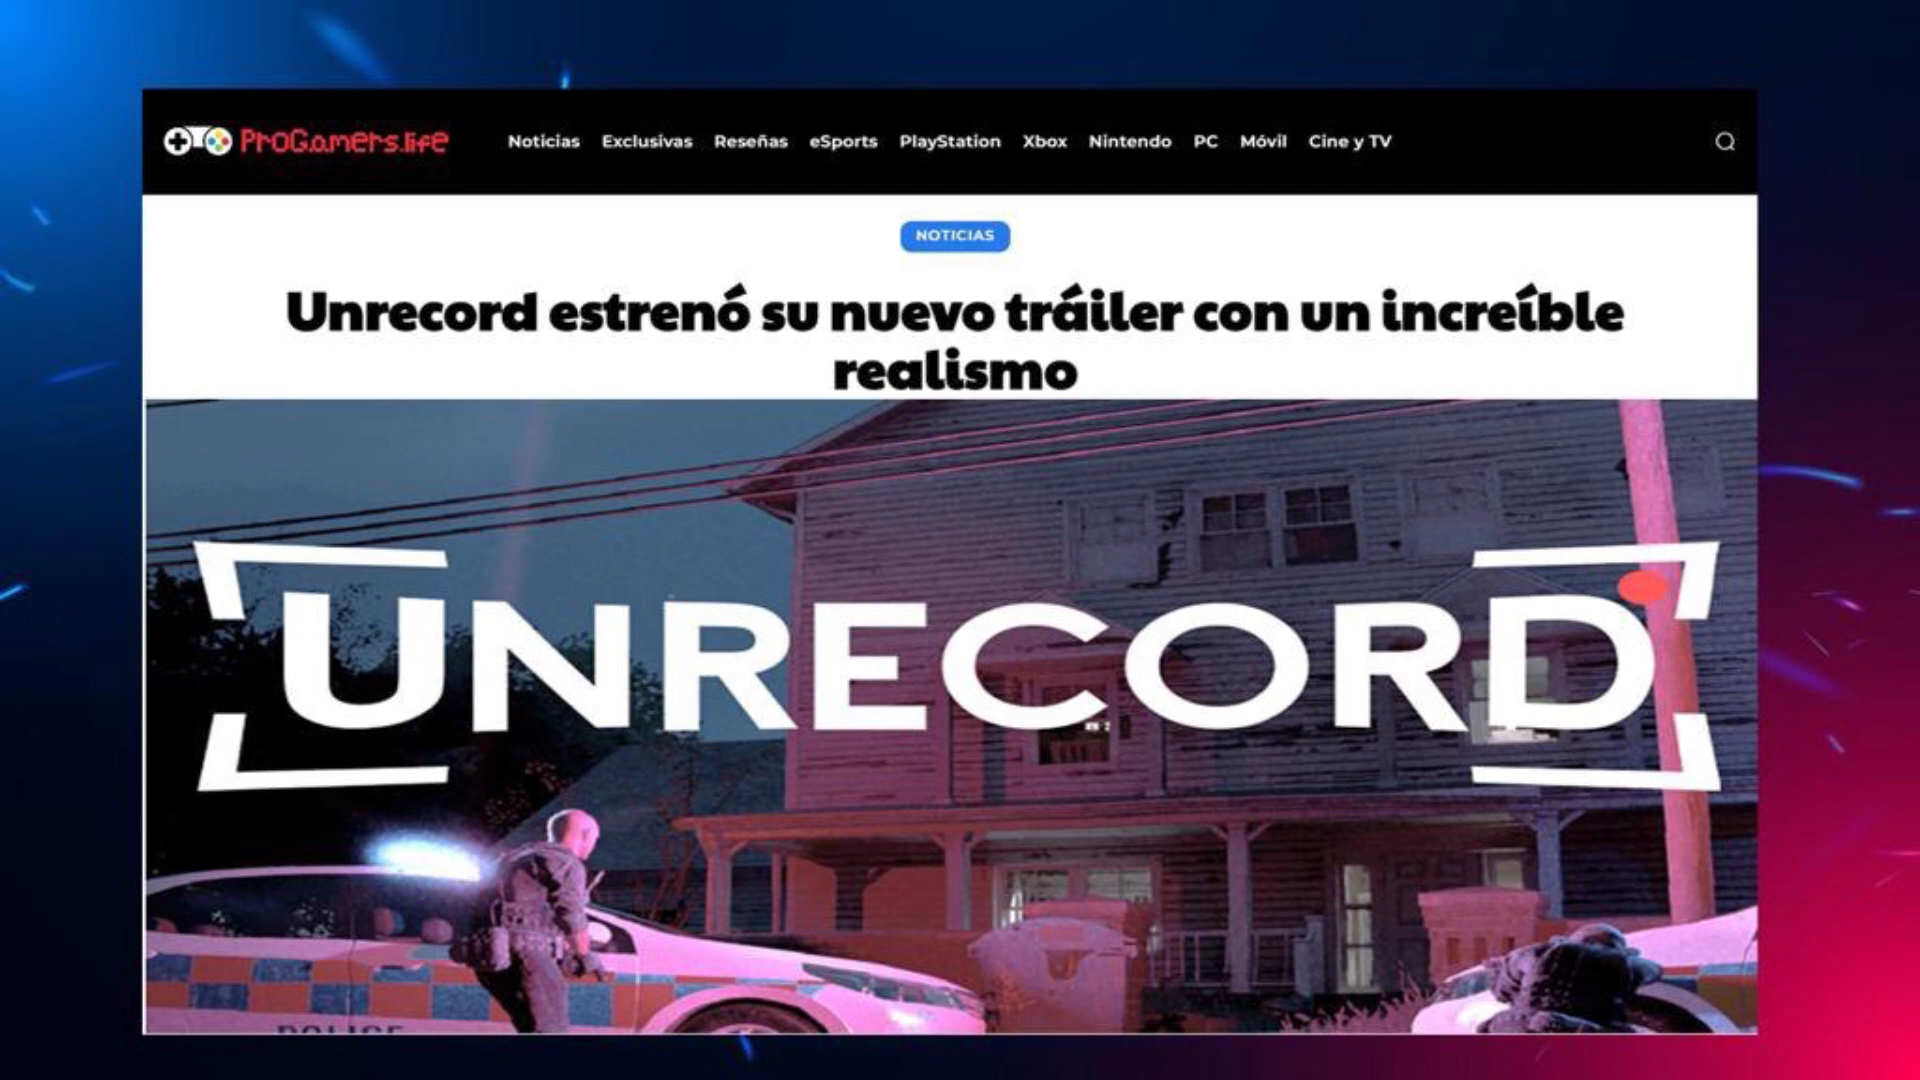 ProGamers.life
Noticias Exclusivas Reseñas eSports PlayStation Xbox Nintendo PC Móvil Cine y TV
NOTICIAS
Unrecord estrenó su nuevo tráiler con un increíble
realismo
UNRECORD
POLICE